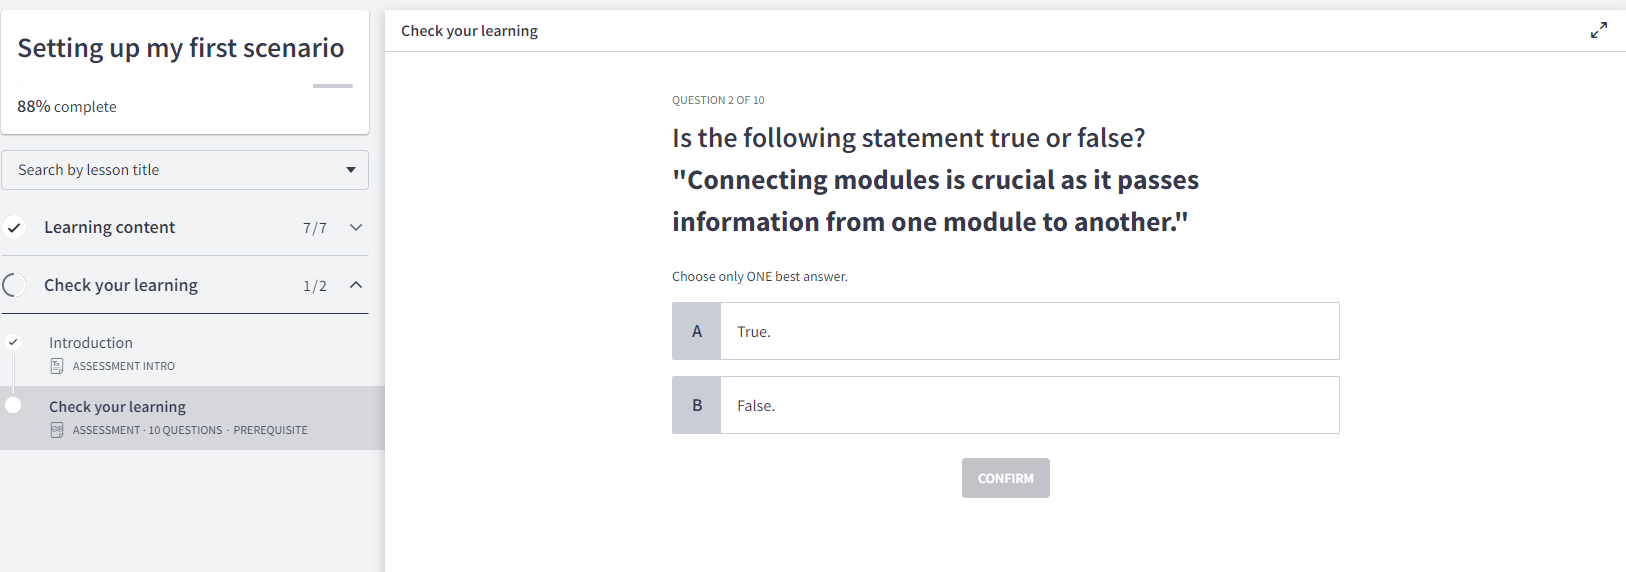 Setting up my first scenario
88% complete
Search by lesson title
Learning content 7/7
Check your learning 1/2
Introduction
ASSESSMENT INTRO
Check your learning
ASSESSMENT · 10 QUESTIONS · PREREQUISITE
Check your learning
QUESTION 2 OF 10
Is the following statement true or false?
"Connecting modules is crucial as it passes
information from one module to another."
Choose only ONE best answer.
A True.
B False.
CONFIRM